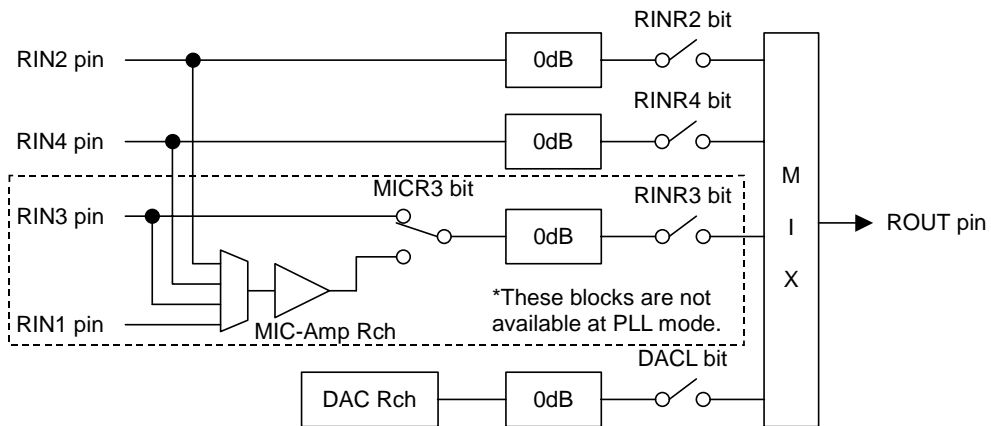 RINR2 bit
RIN2 pin
0dB
RINR4 bit
RIN4 pin
0dB
M
I
X
MICR3 bit
RINR3 bit
RIN3 pin
0dB
ROUT pin
*These blocks are not
available at PLL mode.
RIN1 pin
MIC-Amp Rch
DACL bit
DAC Rch
0dB